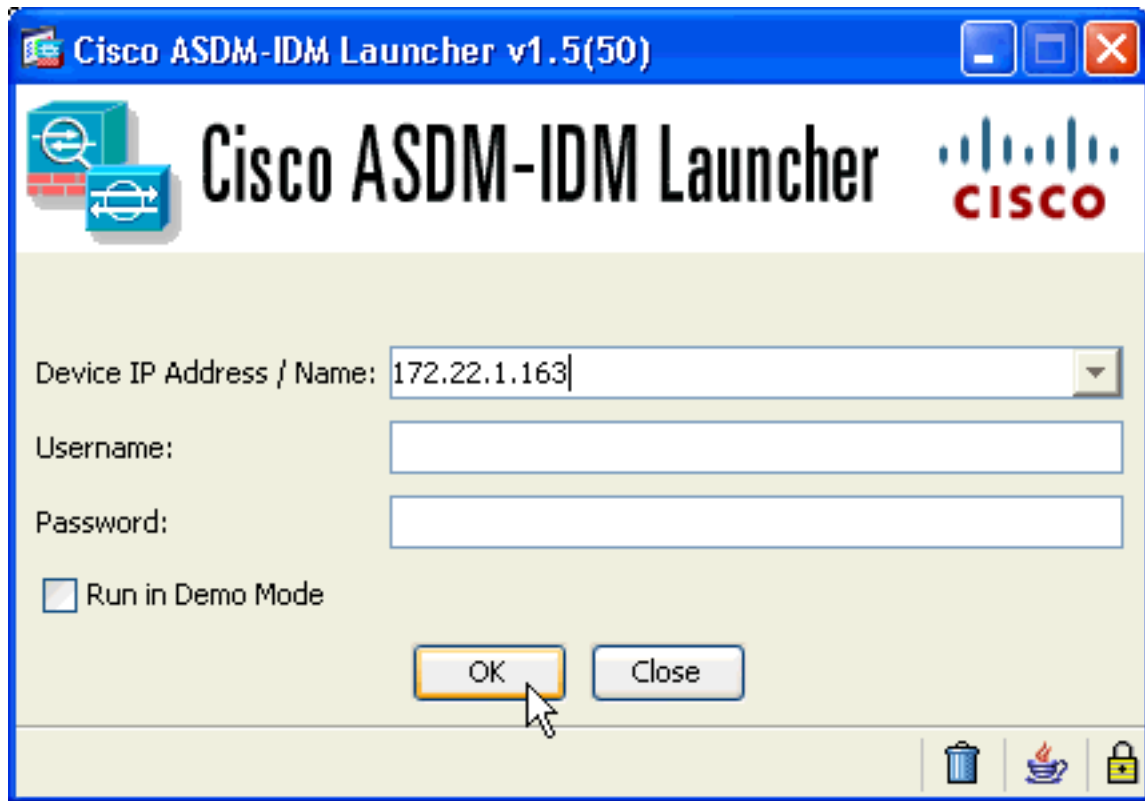 Cisco ASDM-IDM Launcher v1.5(50)
Cisco ASDM-IDM Launcher
CISCO
Device IP Address / Name: 172.22.1.163
Username:
Password:
Run in Demo Mode
OK Close